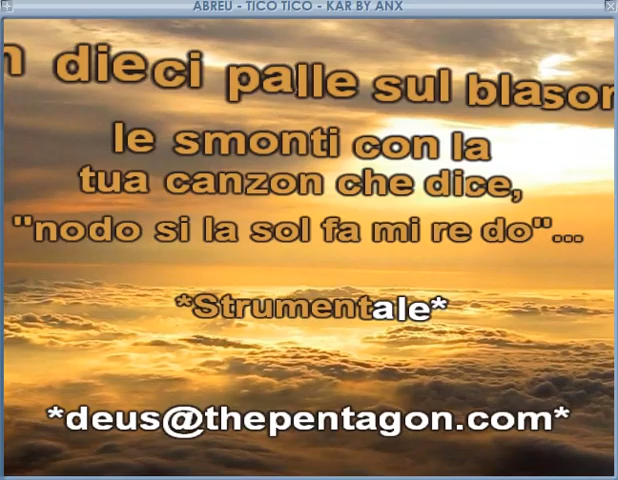 ABREU - TICO TICO - KAR BY ANX
dieci palle sul blason
le smonti con la
tua canzon che dice,
"nodo si la sol fa mi re do"...
*Strumentale*
*deus@thepentagon.com*